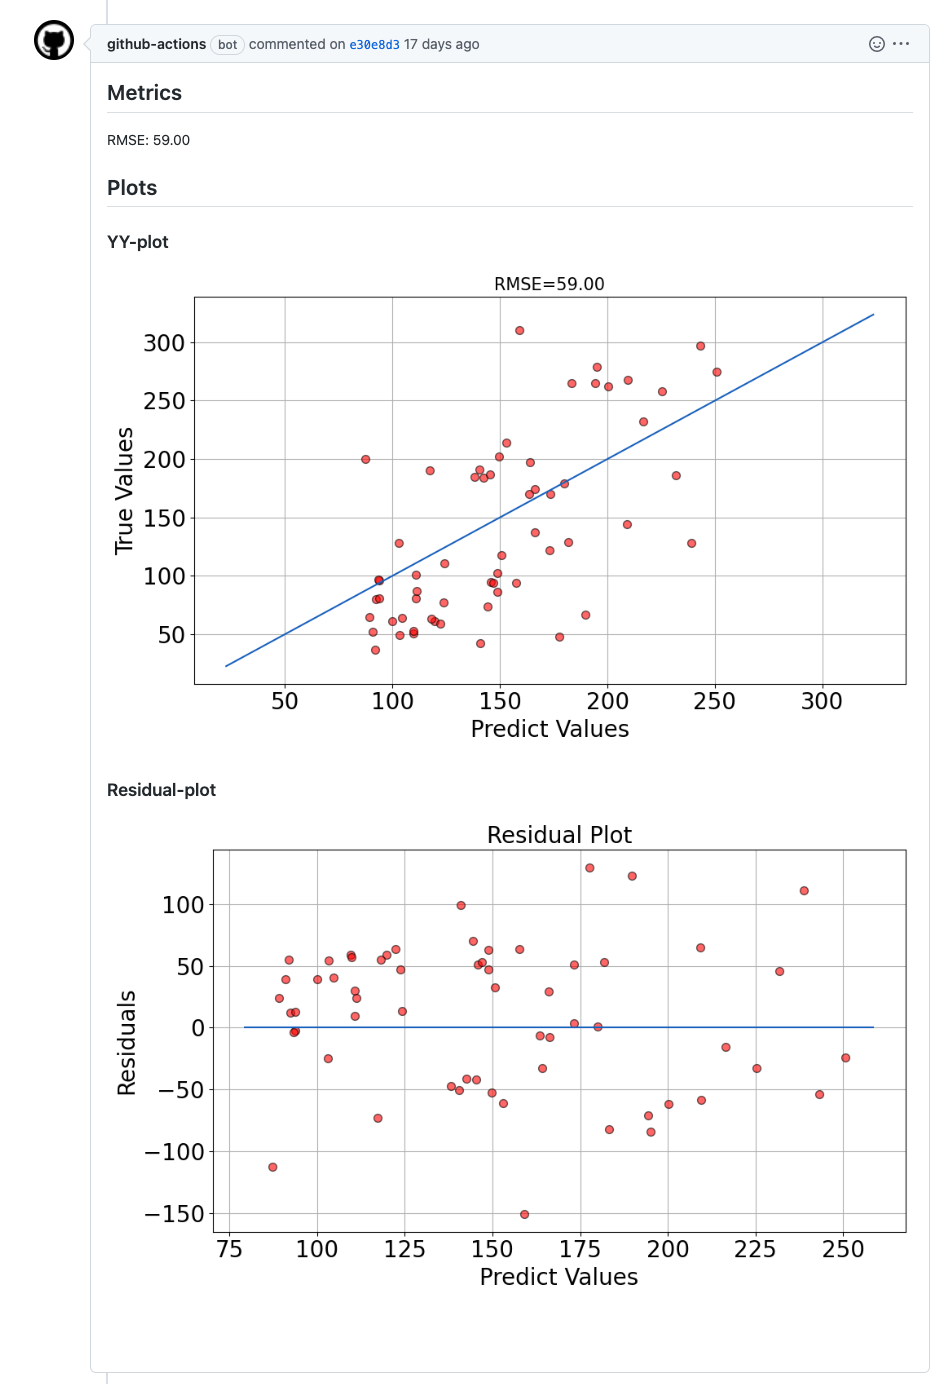 github-actions bot commented on e30e8d3 17 days ago
Metrics
RMSE: 59.00
Plots
YY-plot
RMSE=59.00
300
250
200
150
100
50
True Values
50 100 150 200 250 300
Predict Values
Residual-plot
Residual Plot
100
50
0
−50
−100
−150
Residuals
75 100 125 150 175 200 225 250
Predict Values